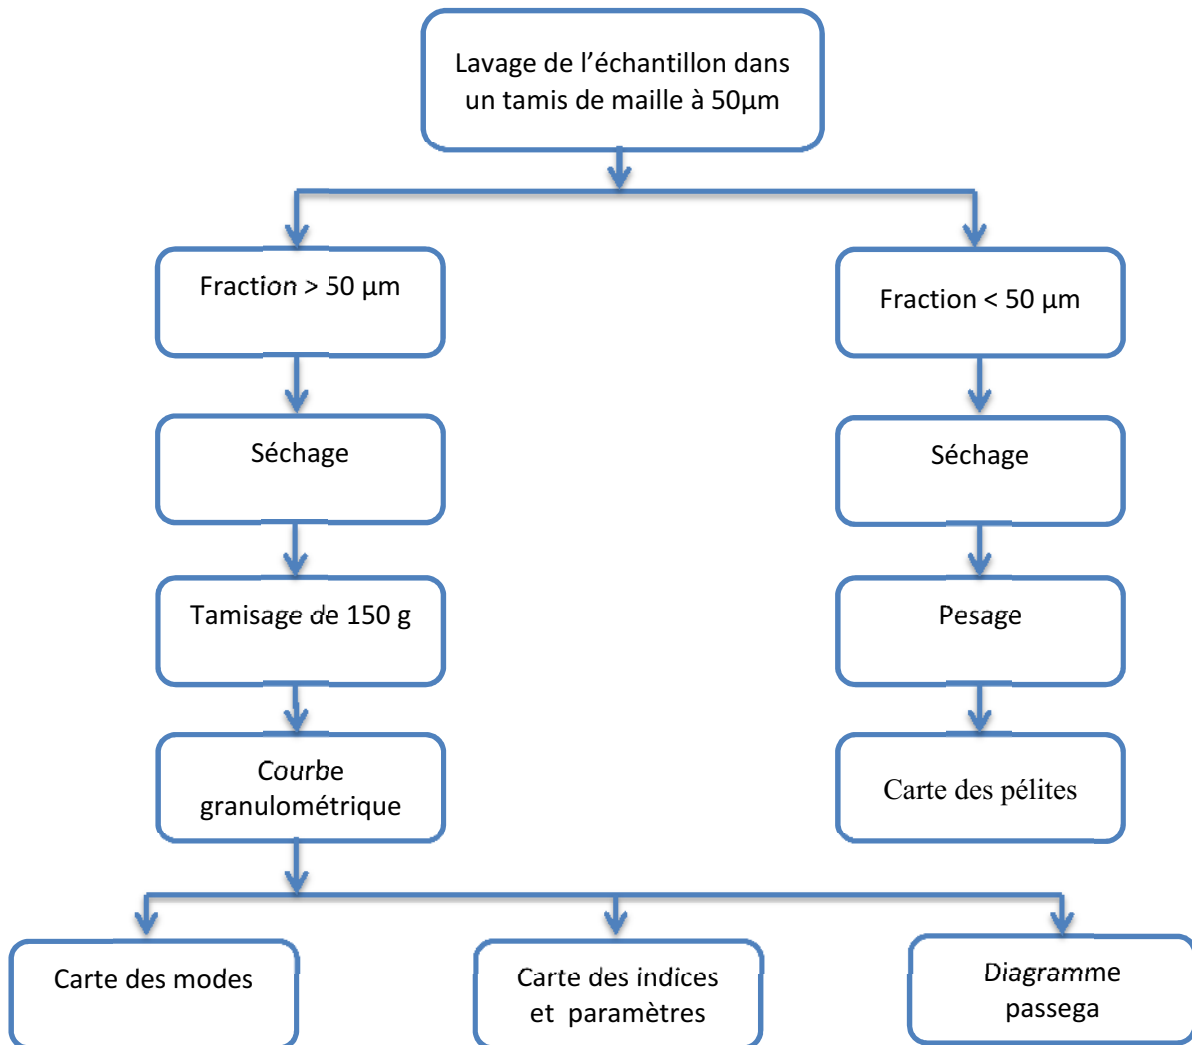 Lavage de l’échantillon dans
un tamis de maille à 50µm
Fraction > 50 µm
Fraction < 50 µm
Séchage
Séchage
Tamisage de 150 g
Pesage
Courbe
granulométrique
Carte des pélites
Carte des modes
Carte des indices
et paramètres
Diagramme
passega